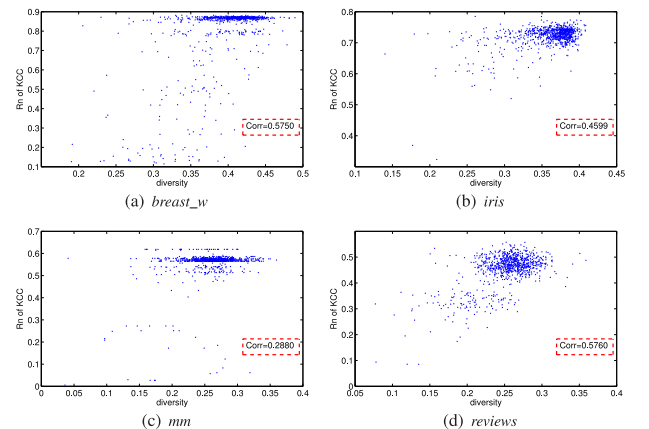 0.9
0.8
0.7
0.6
0.5
0.4
0.3
0.2
0.1
Rn of KCC
Corr=0.5750
0.2 0.25 0.3 0.35 0.4 0.45 0.5
diversity
(a) breast_w
0.8
0.7
0.6
0.5
0.4
Rn of KCC
Corr=0.4599
0.1 0.15 0.2 0.25 0.3 0.35 0.4 0.45
diversity
(b) iris
0.7
0.6
0.5
0.4
0.3
0.2
0.1
0
Rn of KCC
Corr=0.2880
0 0.05 0.1 0.15 0.2 0.25 0.3 0.35 0.4
diversity
(c) mm
0.5
0.4
0.3
0.2
0.1
0
Rn of KCC
Corr=0.5760
0.05 0.1 0.15 0.2 0.25 0.3 0.35 0.4
diversity
(d) reviews